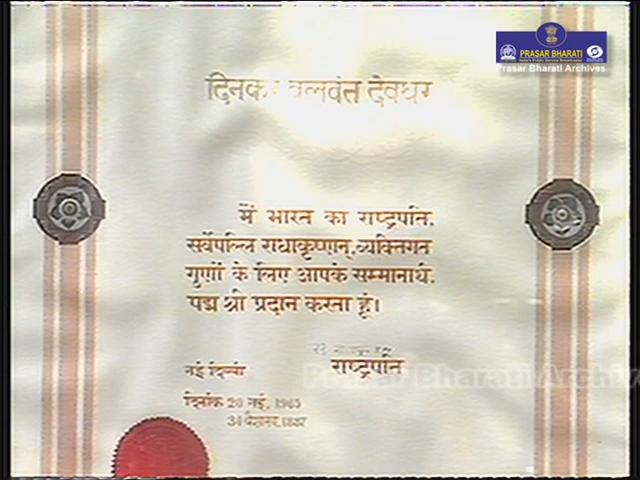 PRASAR BHARATI
India's Public Service Broadcaster
Prasar Bharati Archives
दिनकर बलवंत देवधर
मैं भारत का राष्ट्रपति,
सर्वेपल्लि राधाकृष्णन्, व्यक्तिगत
गुणों के लिए आपके सम्मानार्थ,
पद्म श्री प्रदान करता हूं।
राष्ट्रपति
नई दिल्ली
Prasar Bharati Archives
दिनांक 20 मई, 1965